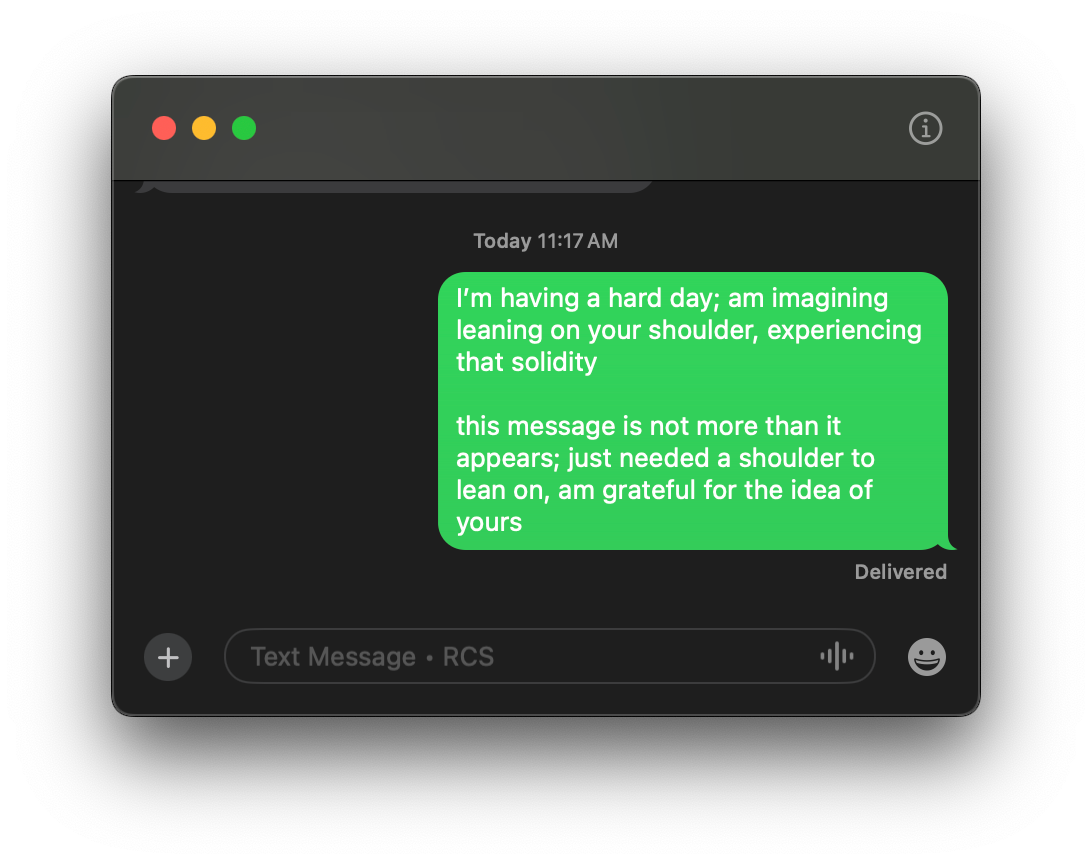 Today 11:17 AM
I’m having a hard day; am imagining
leaning on your shoulder, experiencing
that solidity
this message is not more than it
appears; just needed a shoulder to
lean on, am grateful for the idea of
yours
Delivered
Text Message • RCS